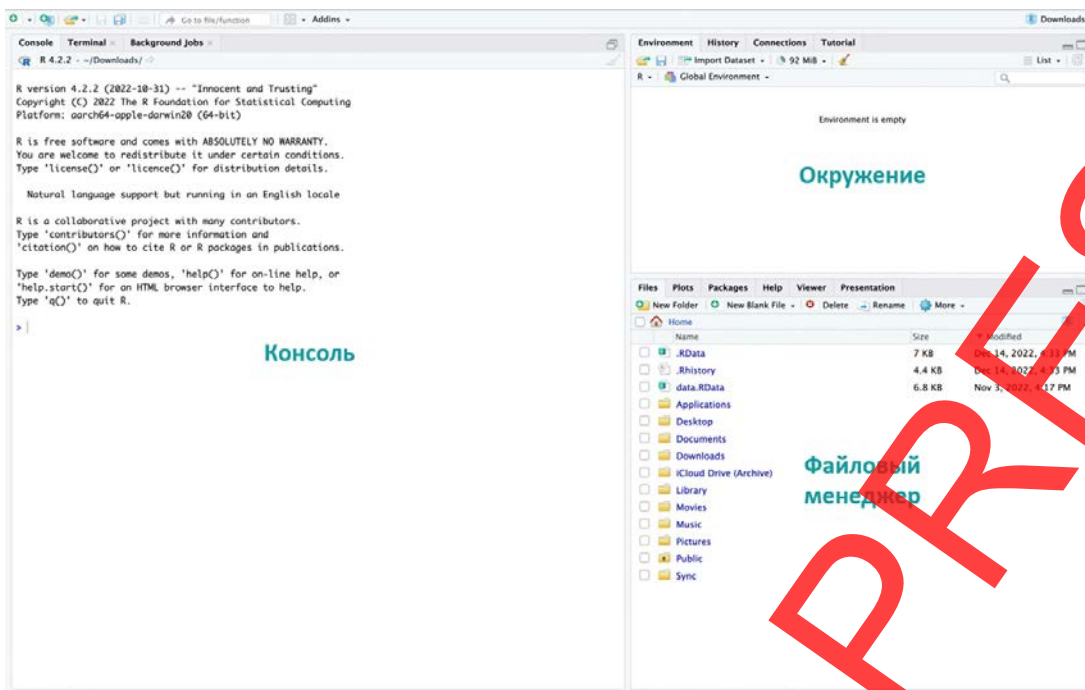 Go to file/function
Addins
Downloads
Console Terminal Background Jobs
R 4.2.2 · ~/Downloads/
R version 4.2.2 (2022-10-31) -- "Innocent and Trusting"
Copyright (C) 2022 The R Foundation for Statistical Computing
Platform: aarch64-apple-darwin20 (64-bit)
R is free software and comes with ABSOLUTELY NO WARRANTY.
You are welcome to redistribute it under certain conditions.
Type 'license()' or 'licence()' for distribution details.
Natural language support but running in an English locale
R is a collaborative project with many contributors.
Type 'contributors()' for more information and
'citation()' on how to cite R or R packages in publications.
Type 'demo()' for some demos, 'help()' for on-line help, or
'help.start()' for an HTML browser interface to help.
Type 'q()' to quit R.
>
Консоль
Environment History Connections Tutorial
Import Dataset 92 MiB List
R Global Environment
Environment is empty
Окружение
Files Plots Packages Help Viewer Presentation
New Folder New Blank File Delete Rename More
Home
Name Size Modified
.RData 7 KB Dec 14, 2022, 4:33 PM
.Rhistory 4.4 KB Dec 14, 2022, 4:33 PM
data.RData 6.8 KB Nov 3, 2022, 4:17 PM
Applications
Desktop
Documents
Downloads
iCloud Drive (Archive)
Library
Movies
Music
Pictures
Public
Sync
Файловый
менеджер
PRES